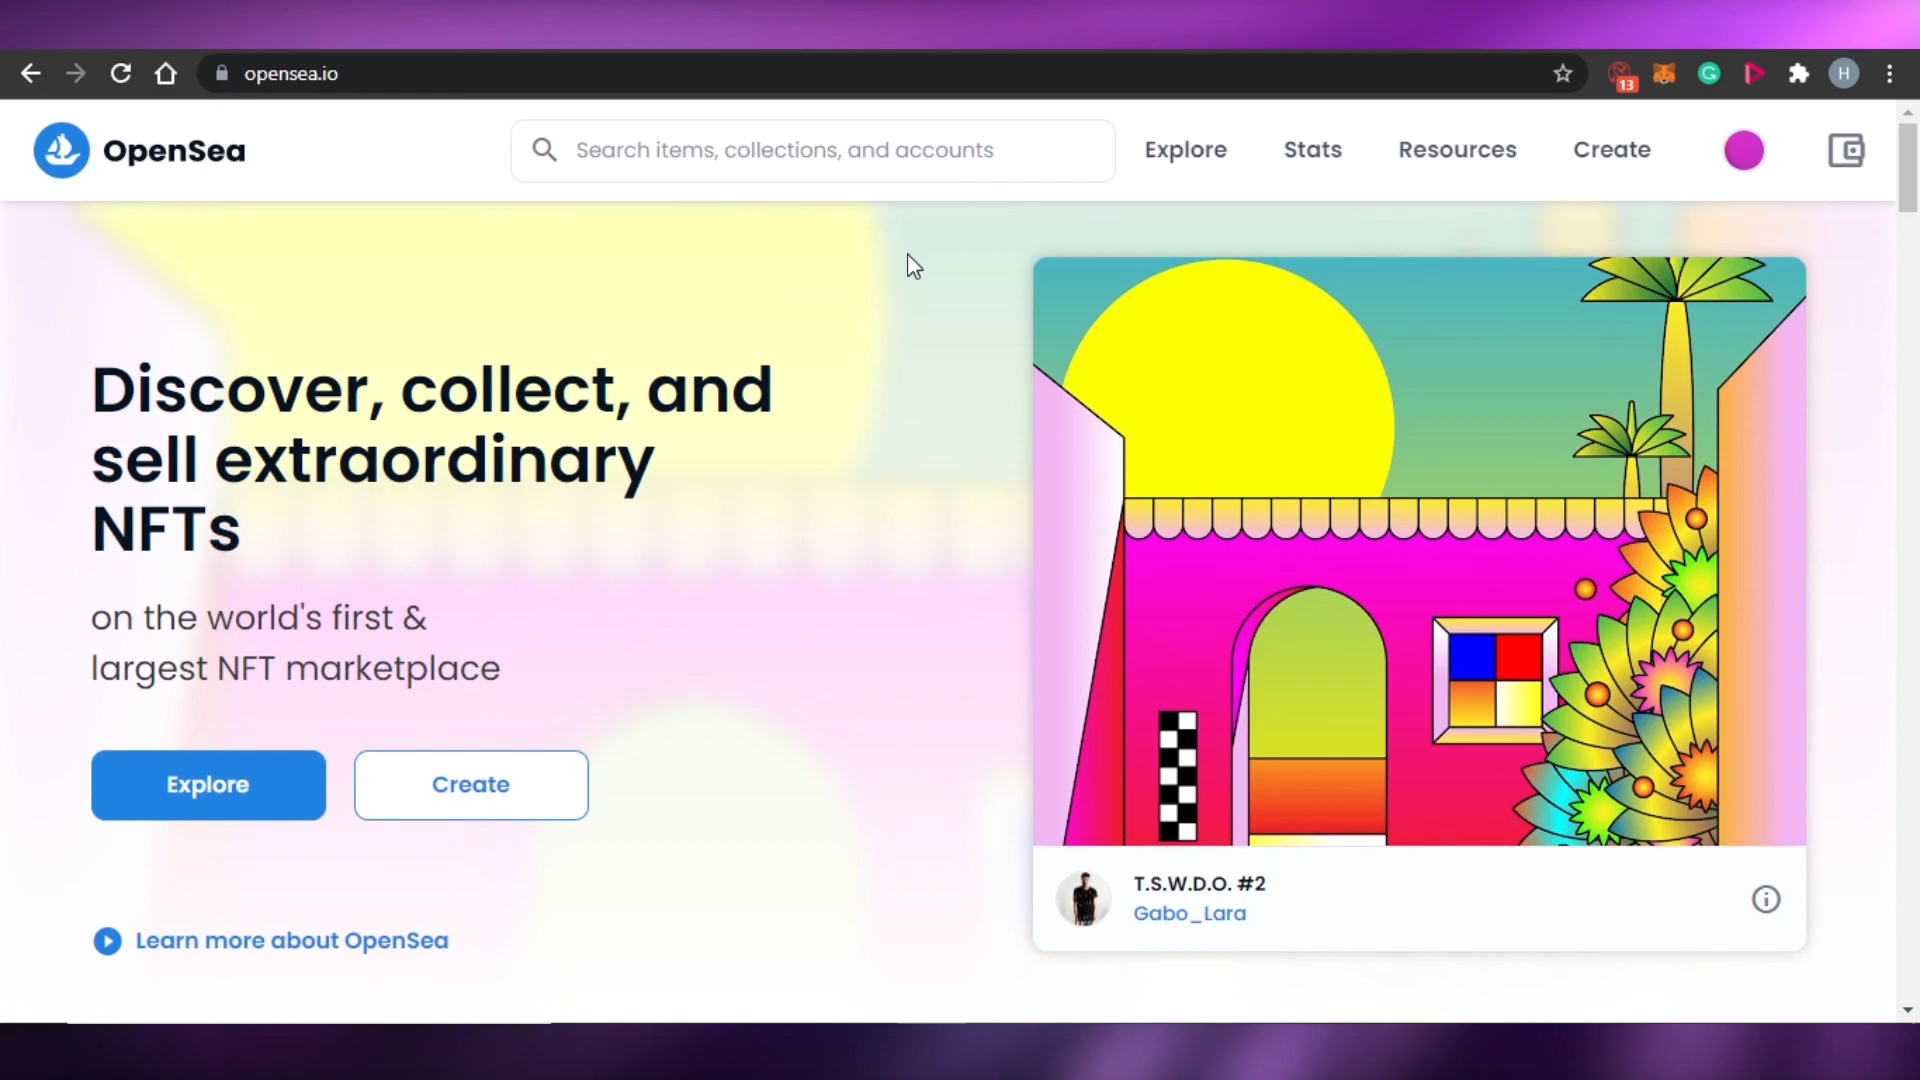 opensea.io
13
H
OpenSea
Search items, collections, and accounts
Explore
Stats
Resources
Create
Discover, collect, and
sell extraordinary
NFTs
on the world's first &
largest NFT marketplace
Explore
Create
Learn more about OpenSea
T.S.W.D.O. #2
Gabo_Lara